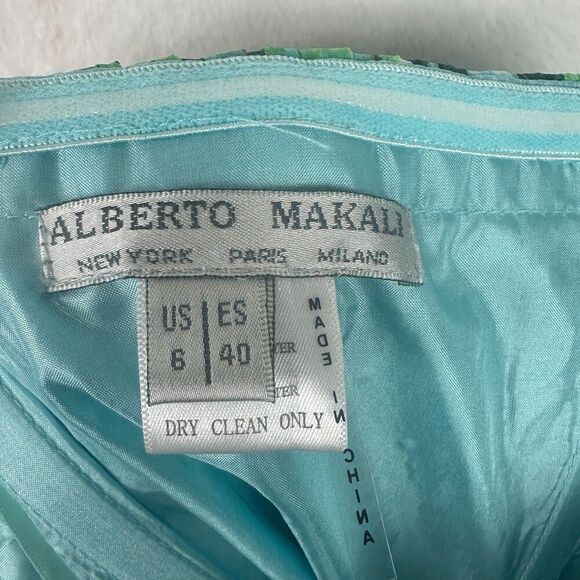 ALBERTO MAKALI
NEW YORK PARIS MILANO
US ES
6 40
DRY CLEAN ONLY
MADE IN CHINA